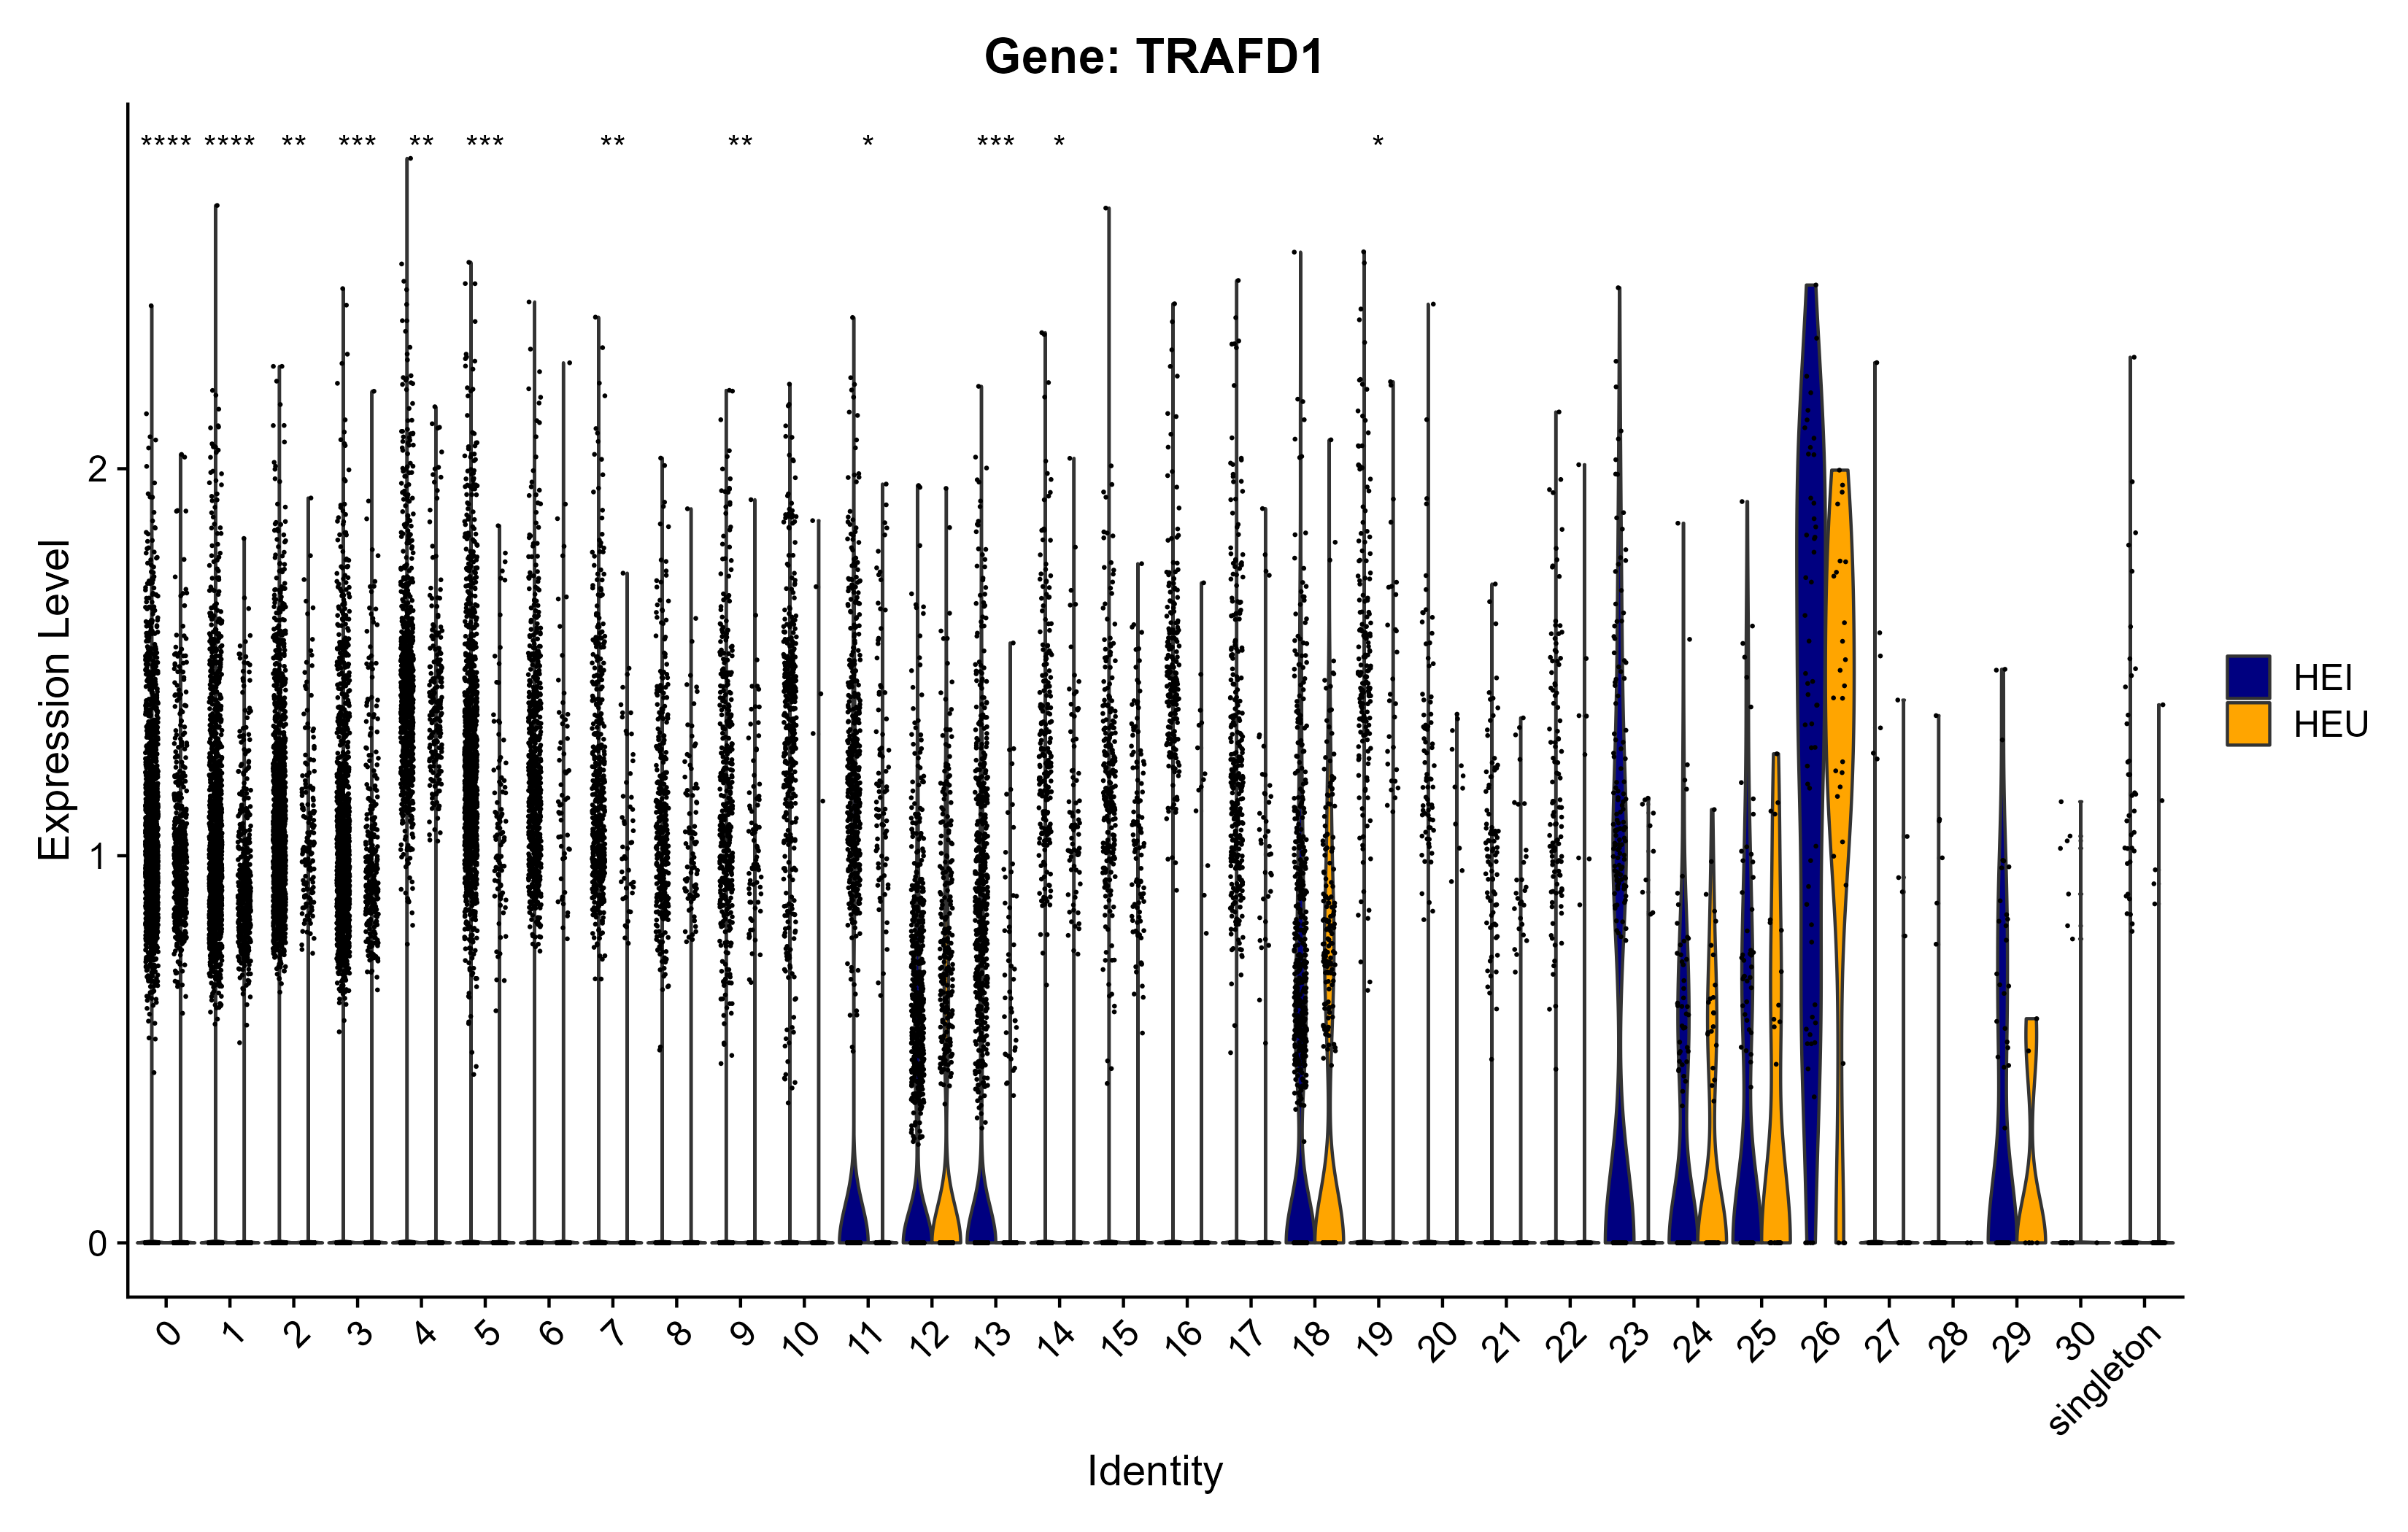 Gene: TRAFD1
**** **** ** *** ** *** ** ** * *** * *
Expression Level
2
1
0
HEI
HEU
0 1 2 3 4 5 6 7 8 9 10 11 12 13 14 15 16 17 18 19 20 21 22 23 24 25 26 27 28 29 30 singleton
Identity